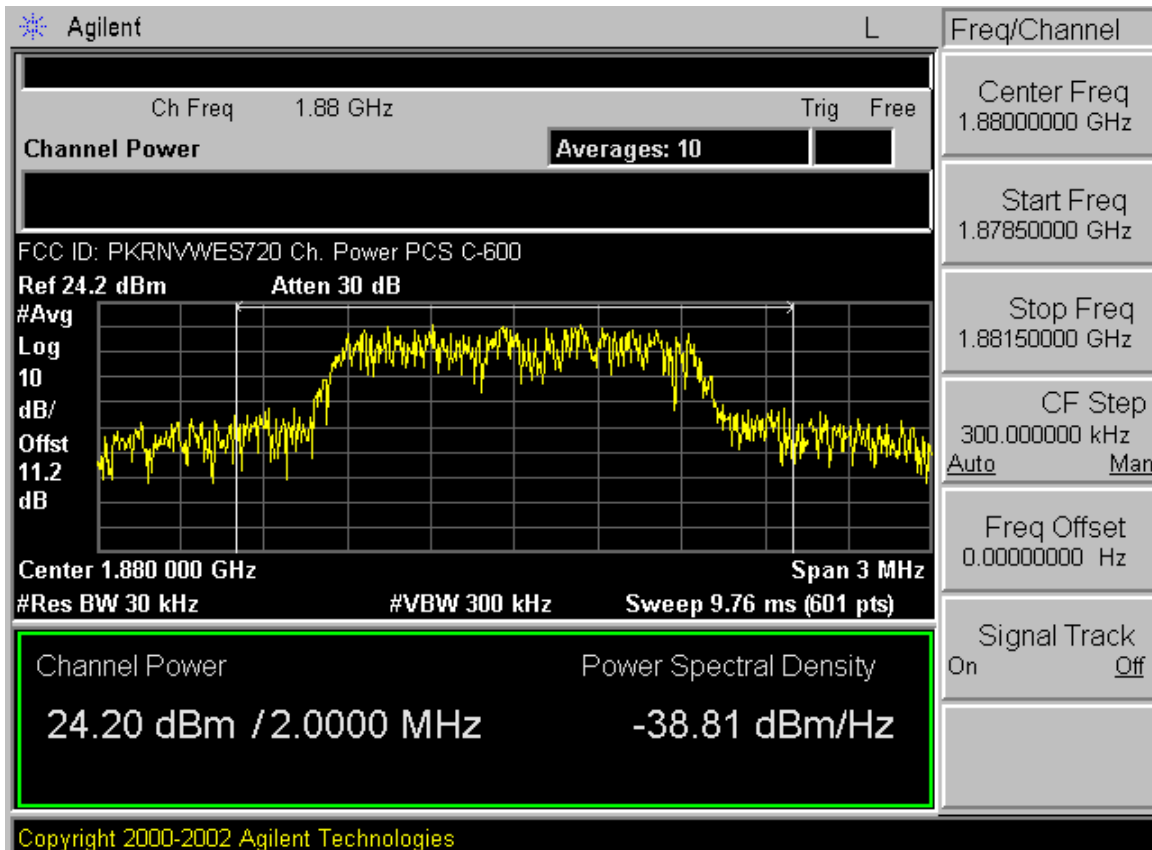 Agilent L
Freq/Channel
Ch Freq 1.88 GHz Trig Free
Channel Power Averages: 10
FCC ID: PKRNVWES720 Ch. Power PCS C-600
Ref 24.2 dBm Atten 30 dB
#Avg
Log
10
dB/
Offst
11.2
dB
Center 1.880 000 GHz Span 3 MHz
#Res BW 30 kHz #VBW 300 kHz Sweep 9.76 ms (601 pts)
Channel Power Power Spectral Density
24.20 dBm / 2.0000 MHz -38.81 dBm/Hz
Copyright 2000-2002 Agilent Technologies
Center Freq
1.88000000 GHz
Start Freq
1.87850000 GHz
Stop Freq
1.88150000 GHz
CF Step
300.000000 kHz
Auto Man
Freq Offset
0.00000000 Hz
Signal Track
On Off